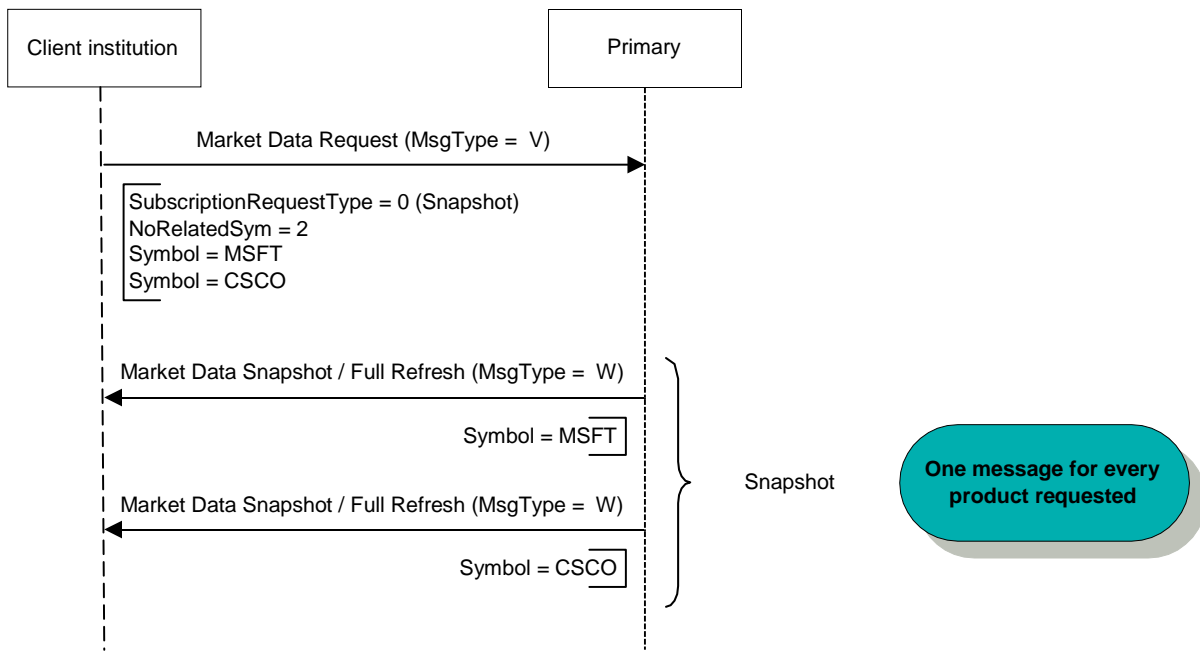 Client institution
Primary
Market Data Request (MsgType = V)
SubscriptionRequestType = 0 (Snapshot)
NoRelatedSym = 2
Symbol = MSFT
Symbol = CSCO
Market Data Snapshot / Full Refresh (MsgType = W)
Symbol = MSFT
Market Data Snapshot / Full Refresh (MsgType = W)
Symbol = CSCO
Snapshot
One message for every
product requested